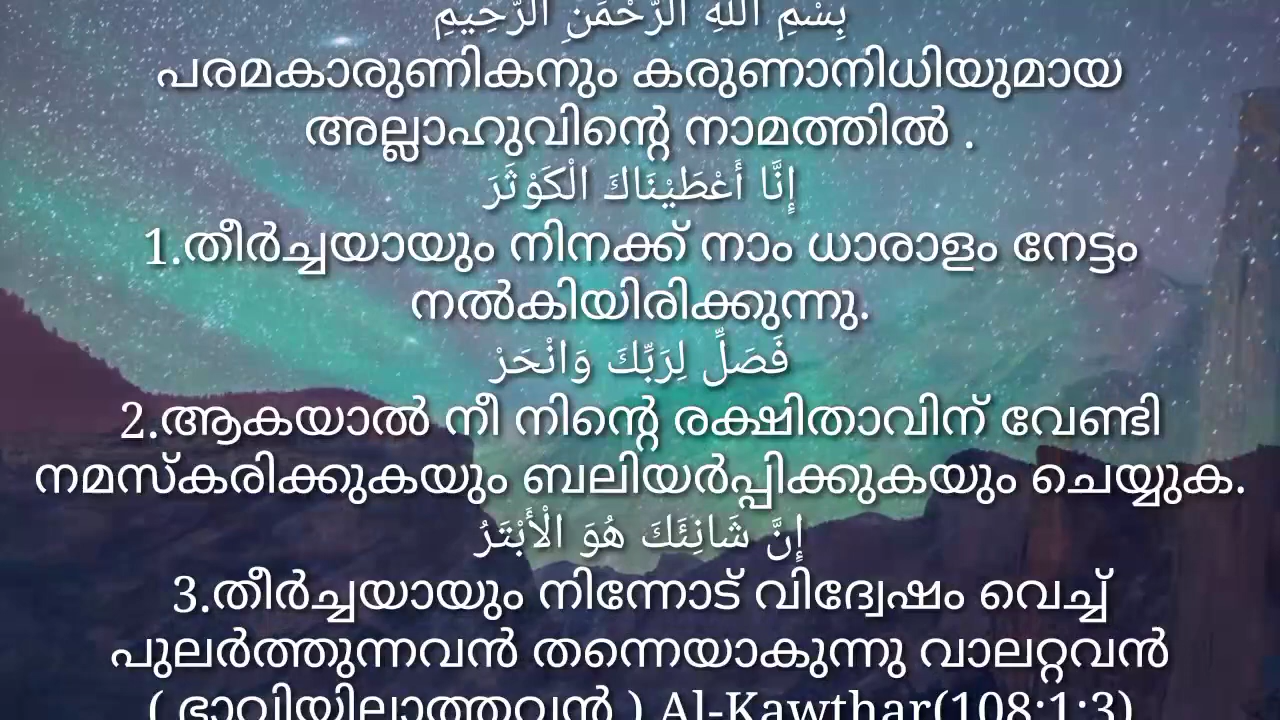 بِسْمِ اللَّهِ الرَّحْمَنِ الرَّحِيمِ
പരമകാരുണികനും കരുണാനിധിയുമായ
അല്ലാഹുവിന്റെ നാമത്തിൽ .
إِنَّا أَعْطَيْنَاكَ الْكَوْثَرَ
1.തീർച്ചയായും നിനക്ക് നാം ധാരാളം നേട്ടം
നൽകിയിരിക്കുന്നു.
فَصَلِّ لِرَبِّكَ وَانْحَرْ
2.ആകയാൽ നീ നിന്റെ രക്ഷിതാവിന് വേണ്ടി
നമസ്കരിക്കുകയും ബലിയർപ്പിക്കുകയും ചെയ്യുക.
إِنَّ شَانِئَكَ هُوَ الْأَبْتَرُ
3.തീർച്ചയായും നിന്നോട് വിദ്വേഷം വെച്ച്
പുലർത്തുന്നവൻ തന്നെയാകുന്നു വാലറ്റവൻ
( ഭാവിയില്ലാത്തവൻ ) Al-Kawthar(108:1:3)